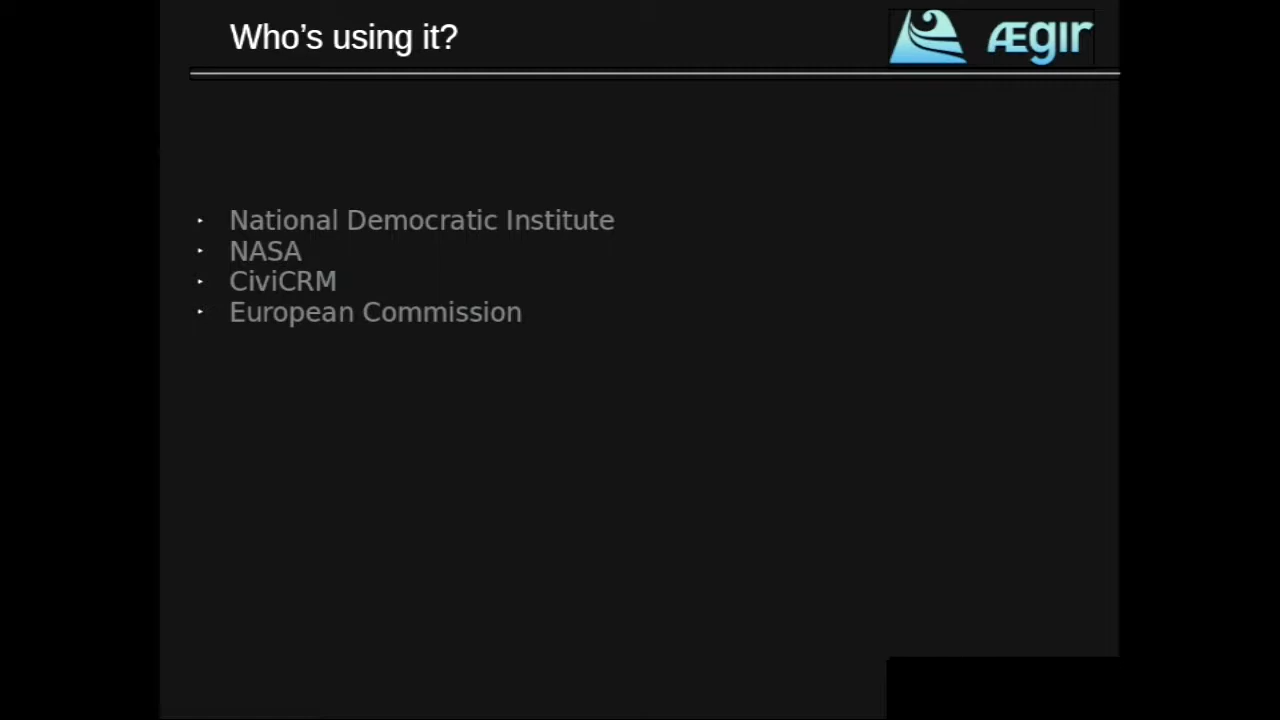 Who's using it?
ÆGIR
National Democratic Institute
NASA
CiviCRM
European Commission